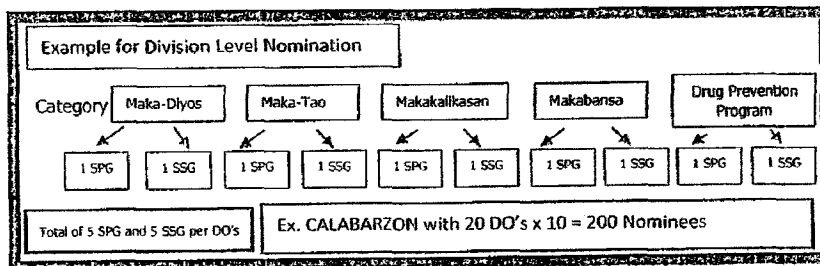 Example for Division Level Nomination
Category Maka-Diyos Maka-Tao Makakalikasan Makabansa Drug Prevention
Program
1 SPG 1 SSG 1 SPG 1 SSG 1 SPG 1 SSG 1 SPG 1 SSG 1 SPG 1 SSG
Total of 5 SPG and 5 SSG per DO's Ex. CALABARZON with 20 DO's x 10 = 200 Nominees